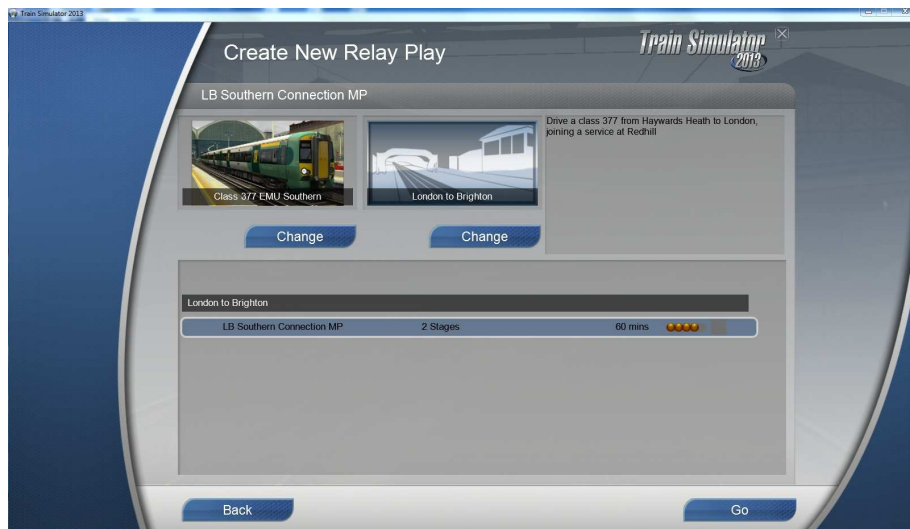 Train Simulator 2013
Create New Relay Play
Train Simulator
2013
LB Southern Connection MP
Class 377 EMU Southern
London to Brighton
Drive a class 377 from Haywards Heath to London,
joining a service at Redhill
Change
Change
London to Brighton
LB Southern Connection MP 2 Stages 60 mins
Back
Go